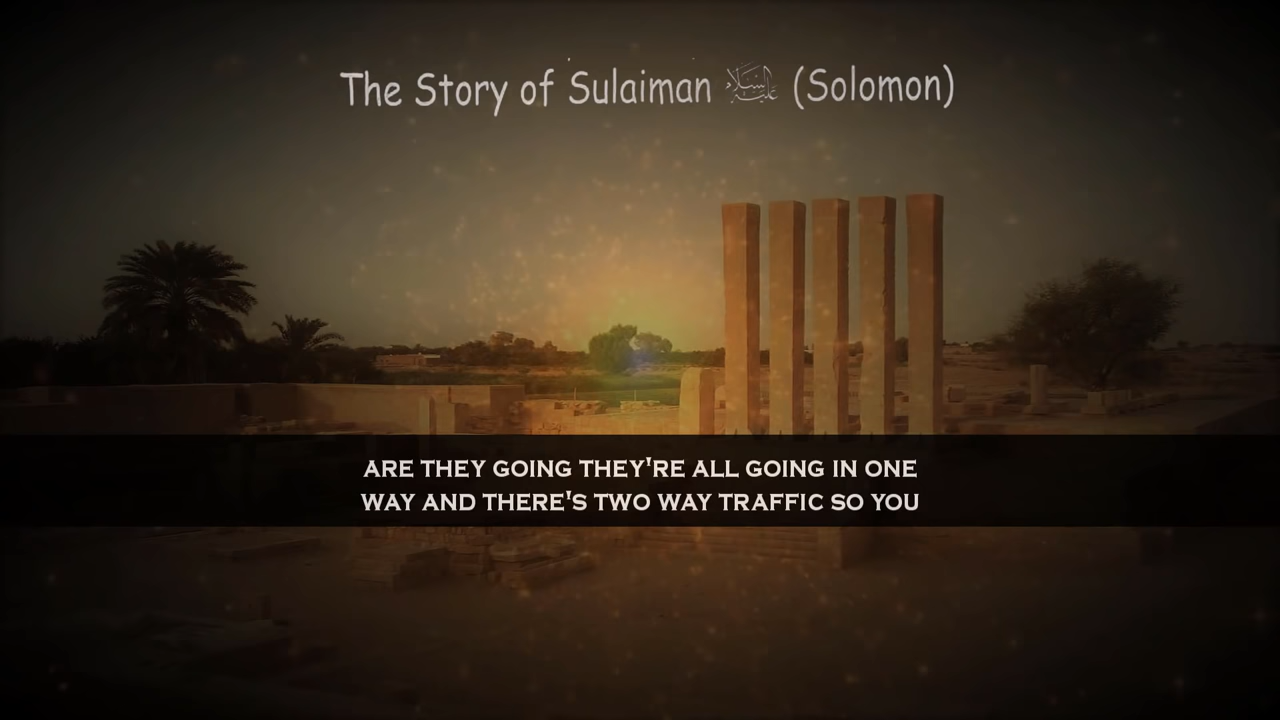 The Story of Sulaiman عليه السلام (Solomon)
ARE THEY GOING THEY'RE ALL GOING IN ONE
WAY AND THERE'S TWO WAY TRAFFIC SO YOU